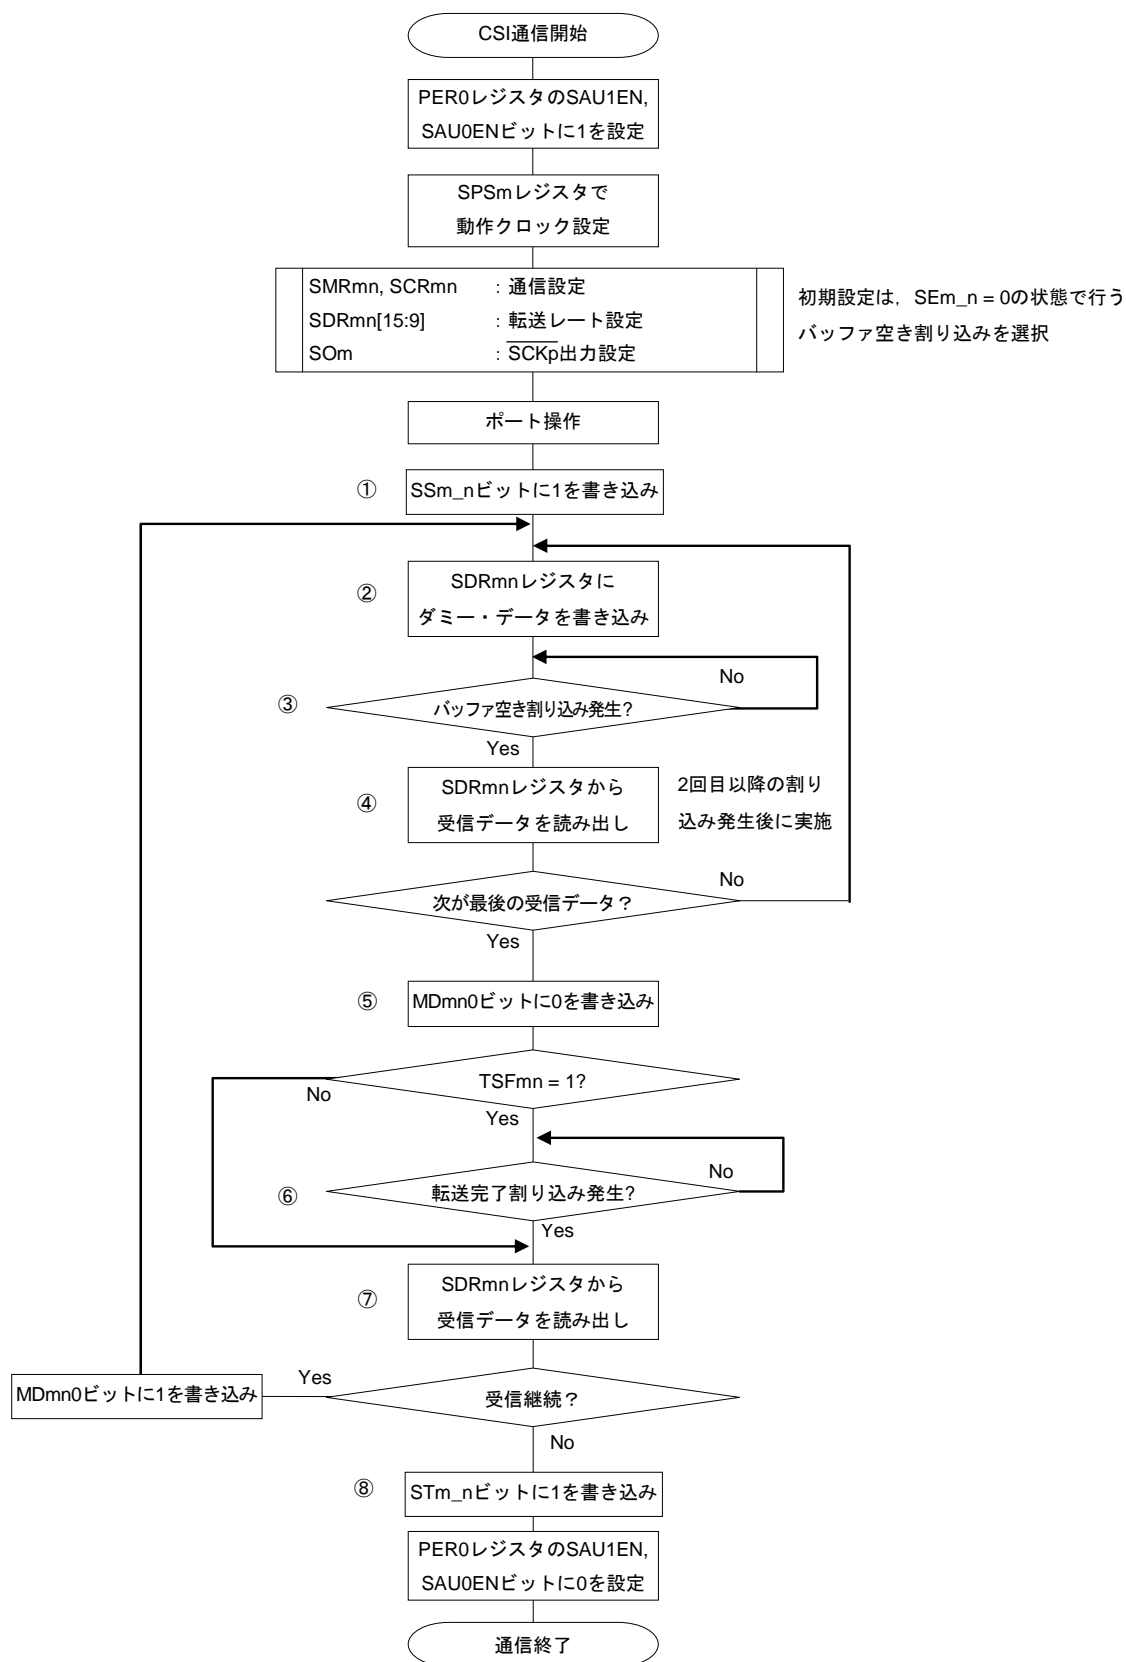 CSI通信開始
PER0レジスタのSAU1EN,
SAU0ENビットに1を設定
SPSmレジスタで
動作クロック設定
SMRmn, SCRmn : 通信設定
SDRmn[15:9] : 転送レート設定
SOm : SCKp出力設定
初期設定は，SEm_n = 0の状態で行う
バッファ空き割り込みを選択
ポート操作
① SSm_nビットに1を書き込み
② SDRmnレジスタに
ダミー・データを書き込み
No
③ バッファ空き割り込み発生？
Yes
④ SDRmnレジスタから
受信データを読み出し
2回目以降の割り
込み発生後に実施
No
次が最後の受信データ？
Yes
⑤ MDmn0ビットに0を書き込み
TSFmn = 1?
No
Yes
No
⑥ 転送完了割り込み発生?
Yes
⑦ SDRmnレジスタから
受信データを読み出し
MDmn0ビットに1を書き込み
Yes
受信継続？
No
⑧ STm_nビットに1を書き込み
PER0レジスタのSAU1EN,
SAU0ENビットに0を設定
通信終了